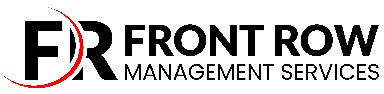 FR
FRONT ROW
MANAGEMENT SERVICES